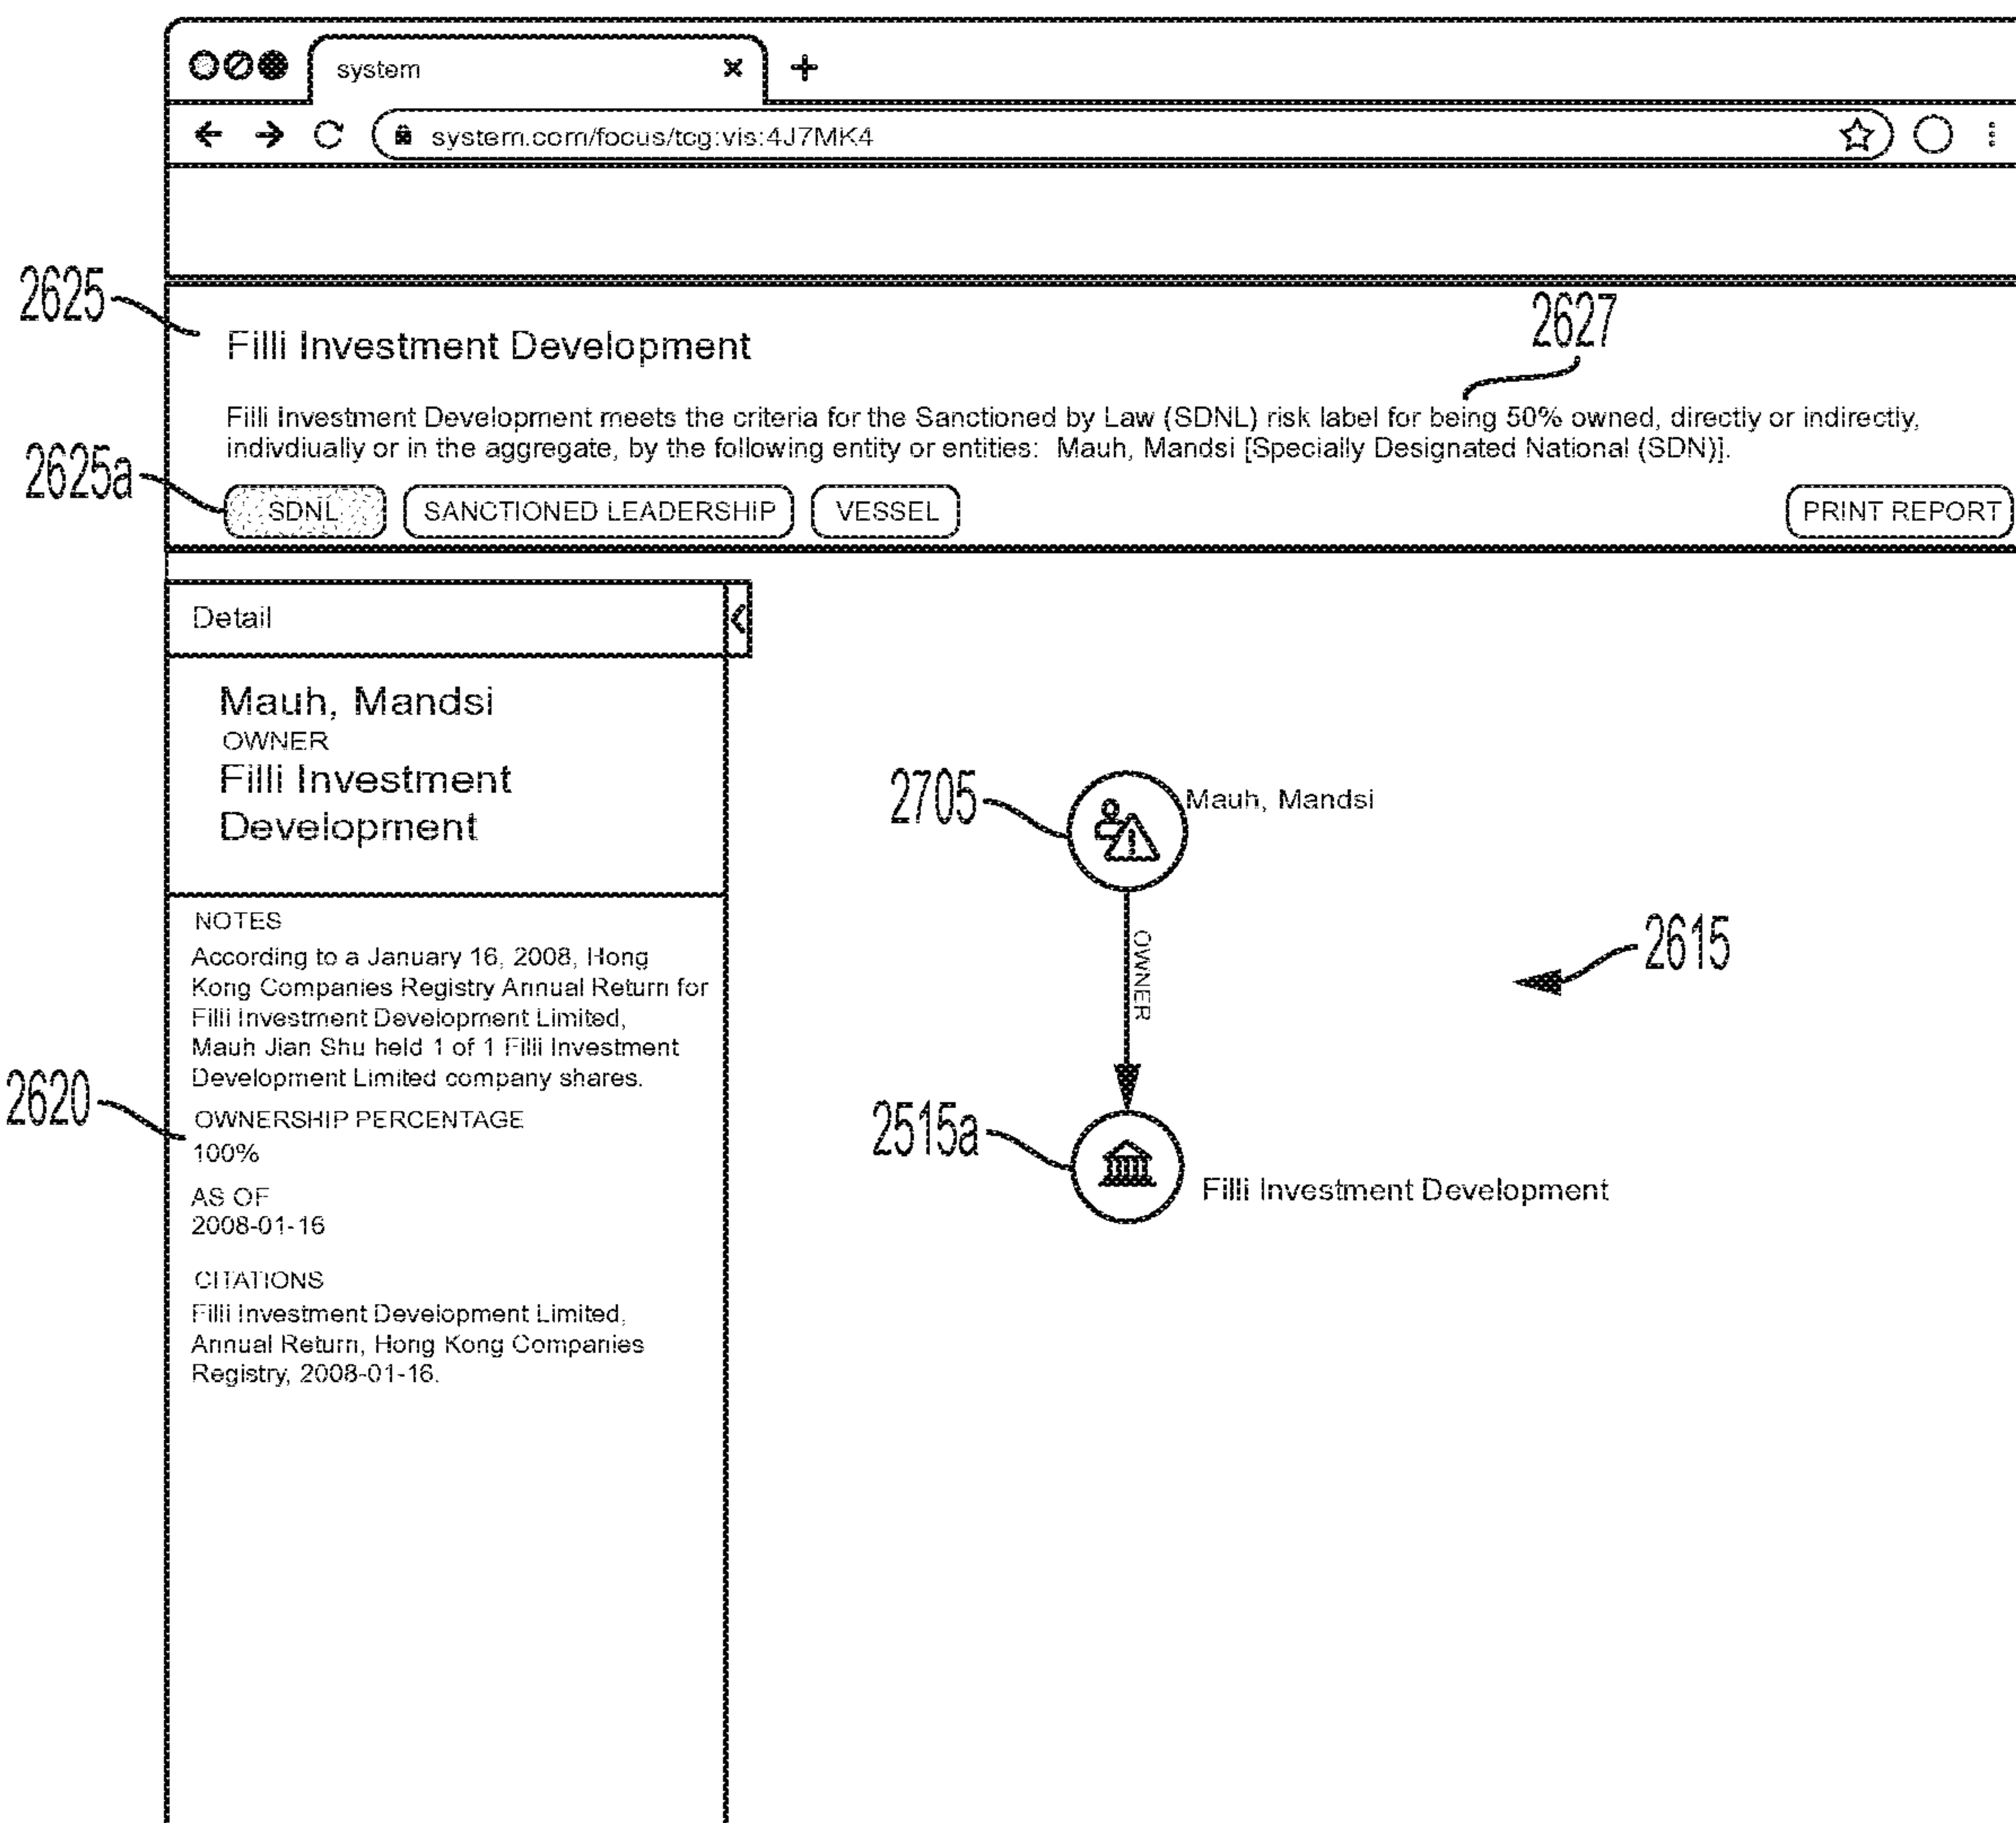 system
system.com/focus/tcg:vis:4J7MK4
2625
Filli Investment Development
2627
Filli Investment Development meets the criteria for the Sanctioned by Law (SDNL) risk label for being 50% owned, directly or indirectly,
indivdiually or in the aggregate, by the following entity or entities: Mauh, Mandsi [Specially Designated National (SDN)].
2625a
SDNL SANCTIONED LEADERSHIP VESSEL PRINT REPORT
Detail
Mauh, Mandsi
OWNER
Filli Investment
Development
NOTES
According to a January 16, 2008, Hong
Kong Companies Registry Annual Return for
Filli Investment Development Limited,
Mauh Jian Shu held 1 of 1 Filli Investment
Development Limited company shares.
2620
OWNERSHIP PERCENTAGE
100%
AS OF
2008-01-16
CITATIONS
Filli Investment Development Limited,
Annual Return, Hong Kong Companies
Registry, 2008-01-16.
2705
Mauh, Mandsi
OWNER
2615
2515a
Filli Investment Development